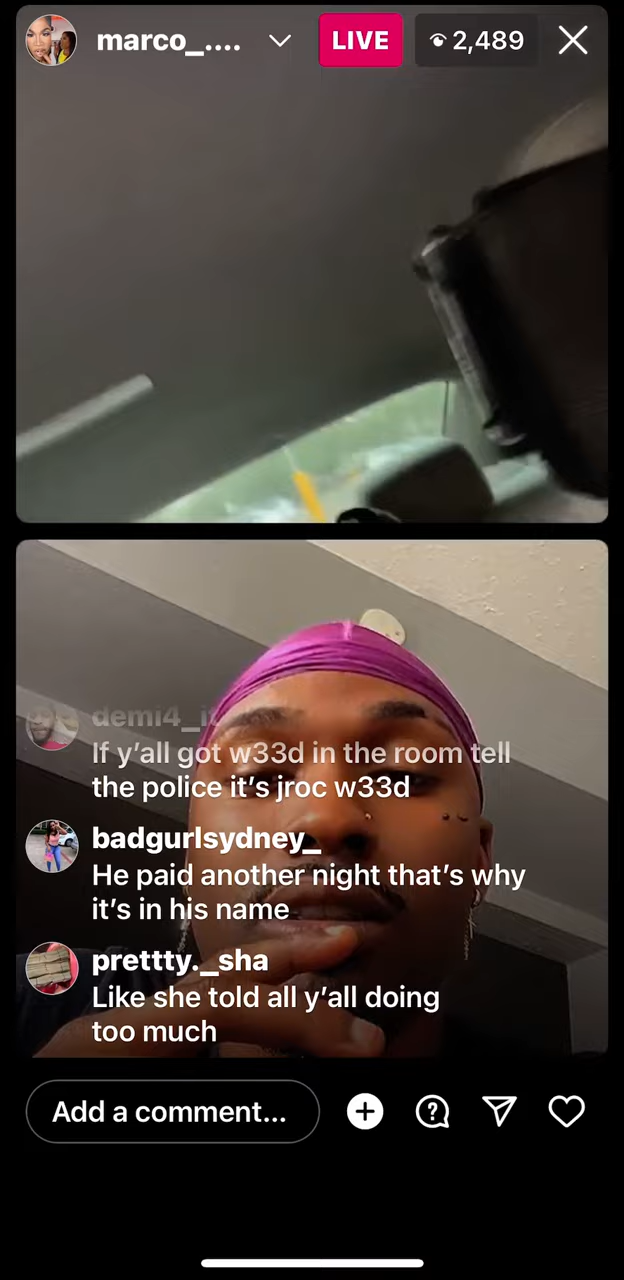 marco_.... LIVE 2,489
demi4_it
If y'all got w33d in the room tell
the police it's jroc w33d
badgurlsydney_
He paid another night that's why
it's in his name
prettty._sha
Like she told all y'all doing
too much
Add a comment...